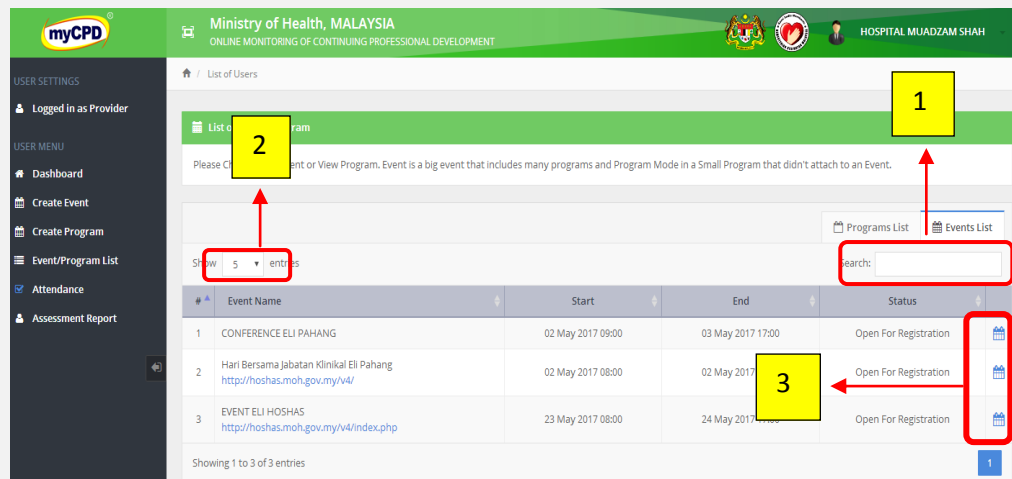 myCPD
®
Ministry of Health, MALAYSIA
ONLINE MONITORING OF CONTINUING PROFESSIONAL DEVELOPMENT
HOSPITAL MUADZAM SHAH
/ List of Users
USER SETTINGS
Logged in as Provider
USER MENU
Dashboard
Create Event
Create Program
Event/Program List
Attendance
Assessment Report
1
2
List
Please ent or View Program. Event is a big event that includes many programs and Program Mode in a Small Program that didn't attach to an Event.
Programs List Events List
Show 5 entries Search:
# Event Name Start End Status
1 CONFERENCE ELI PAHANG 02 May 2017 09:00 03 May 2017 17:00 Open For Registration
2 Hari Bersama Jabatan Klinikal Eli Pahang 02 May 2017 08:00 02 May 2017 Open For Registration
http://hoshas.moh.gov.my/v4/
3
3 EVENT ELI HOSHAS 23 May 2017 08:00 24 May 2017 Open For Registration
http://hoshas.moh.gov.my/v4/index.php
Showing 1 to 3 of 3 entries 1